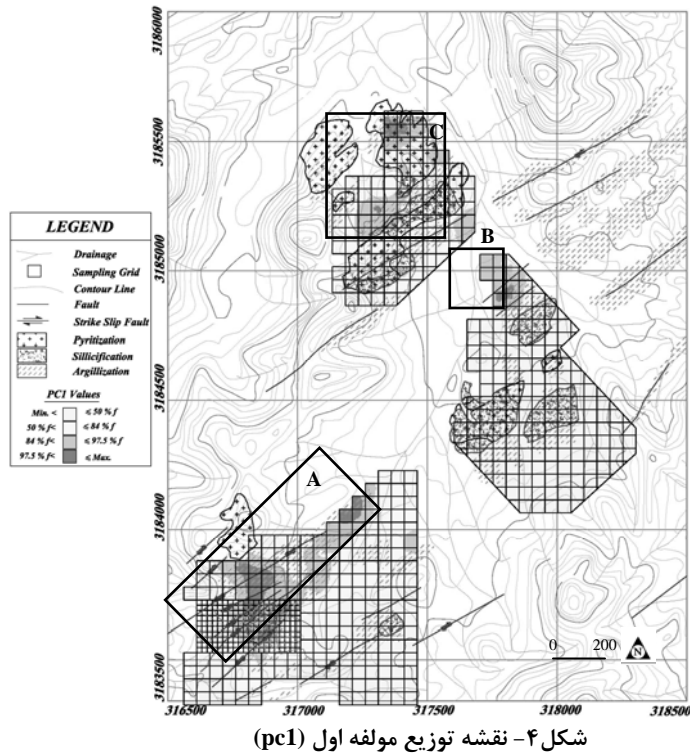 3186000
3185500
3185000
3184500
3184000
3183500
C
B
A
LEGEND
Drainage
Sampling Grid
Contour Line
Fault
Strike Slip Fault
Pyritization
Sillicification
Argillization
PC1 Values
Min. < ≤ 50 % f
50 % f< ≤ 84 % f
84 % f< ≤ 97.5 % f
97.5 % f< ≤ Max.
0 200 N
316500 317000 317500 318000 318500
شکل۴- نقشه توزیع مولفه اول (pc1)